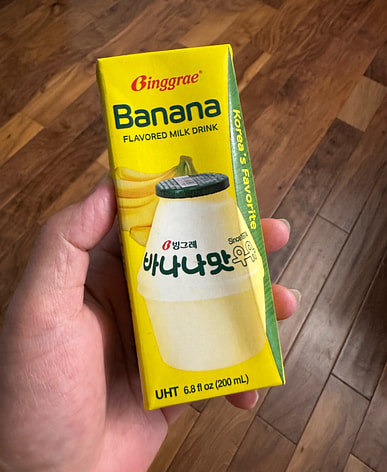 Binggrae®
Banana
FLAVORED MILK DRINK
Korea's Favorite
빙그레
Since
바나나맛 우유
UHT 6.8 fl oz (200 mL)